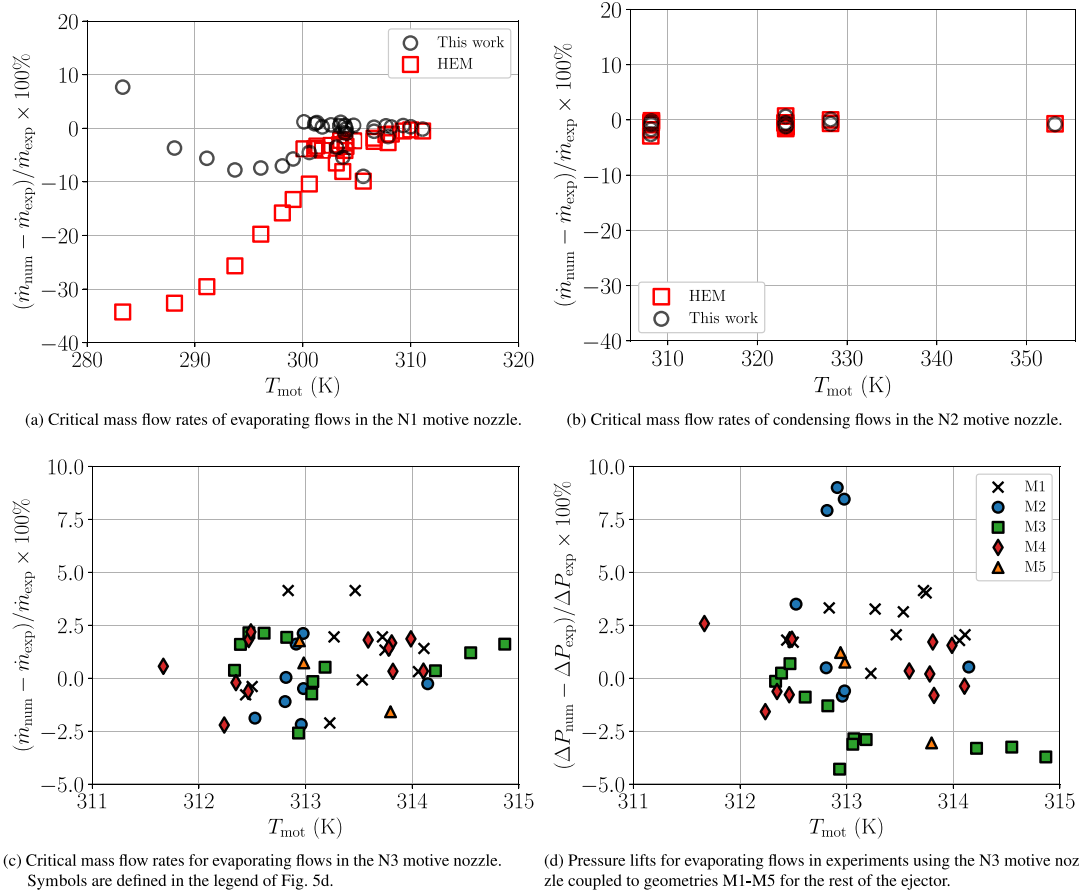 20
10
0
−10
−20
−30
−40
280
290
300
310
320
(ṁnum − ṁexp)/ṁexp × 100%
Tmot (K)
This work
HEM
(a) Critical mass flow rates of evaporating flows in the N1 motive nozzle.
20
10
0
−10
−20
−30
−40
310
320
330
340
350
(ṁnum − ṁexp)/ṁexp × 100%
Tmot (K)
HEM
This work
(b) Critical mass flow rates of condensing flows in the N2 motive nozzle.
10.0
7.5
5.0
2.5
0.0
−2.5
−5.0
311
312
313
314
315
(ṁnum − ṁexp)/ṁexp × 100%
Tmot (K)
(c) Critical mass flow rates for evaporating flows in the N3 motive nozzle.
Symbols are defined in the legend of Fig. 5d.
10.0
7.5
5.0
2.5
0.0
−2.5
−5.0
311
312
313
314
315
(ΔPnum − ΔPexp)/ΔPexp × 100%
Tmot (K)
M1
M2
M3
M4
M5
(d) Pressure lifts for evaporating flows in experiments using the N3 motive noz
zle coupled to geometries M1-M5 for the rest of the ejector.